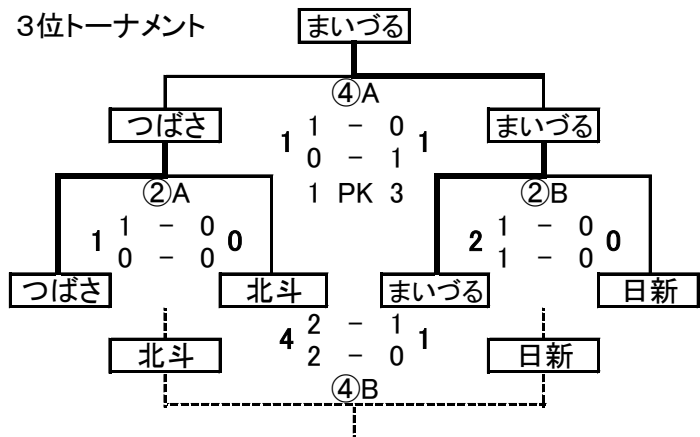 3位トーナメント
まいづる
④A
つばさ
1 1 - 0 1
0 - 1
1 PK 3
まいづる
②A
1 1 - 0 0
0 - 0
②B
2 1 - 0 0
1 - 0
つばさ
北斗
まいづる
日新
北斗
4 2 - 1 1
2 - 0
日新
④B